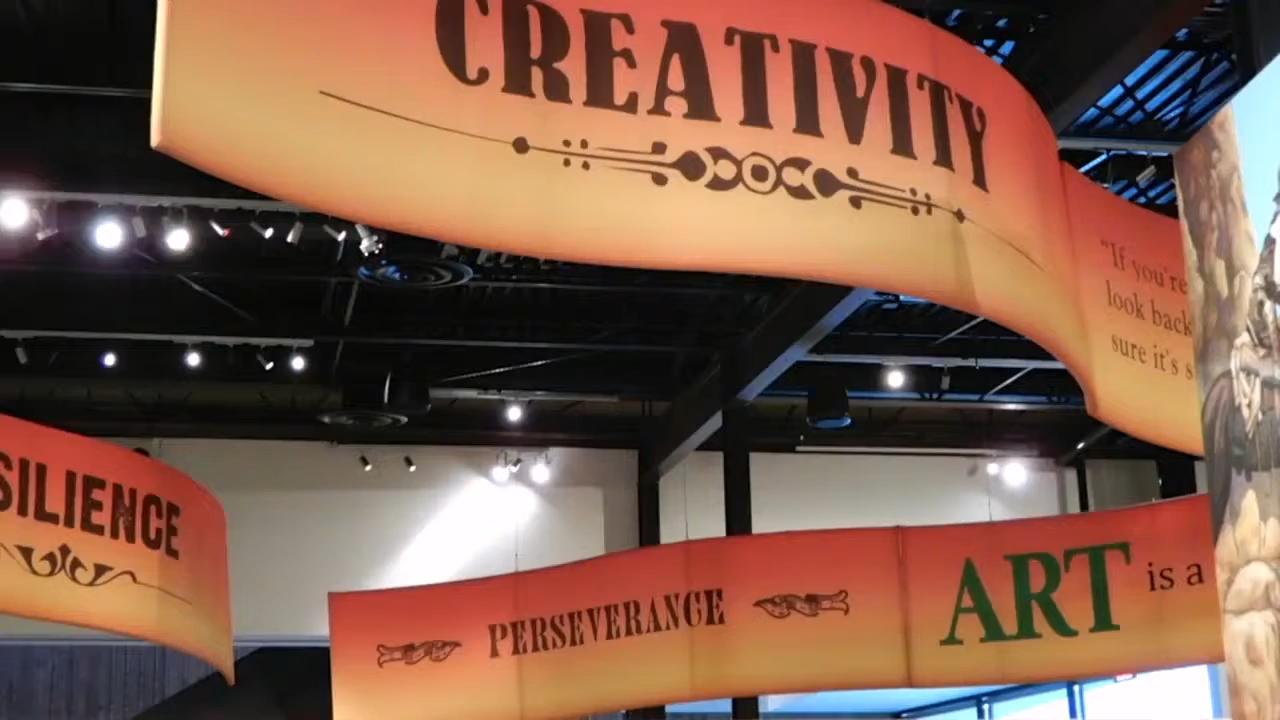 CREATIVITY
"If you're
look back
sure it's
SILIENCE
PERSEVERANCE
ART is a